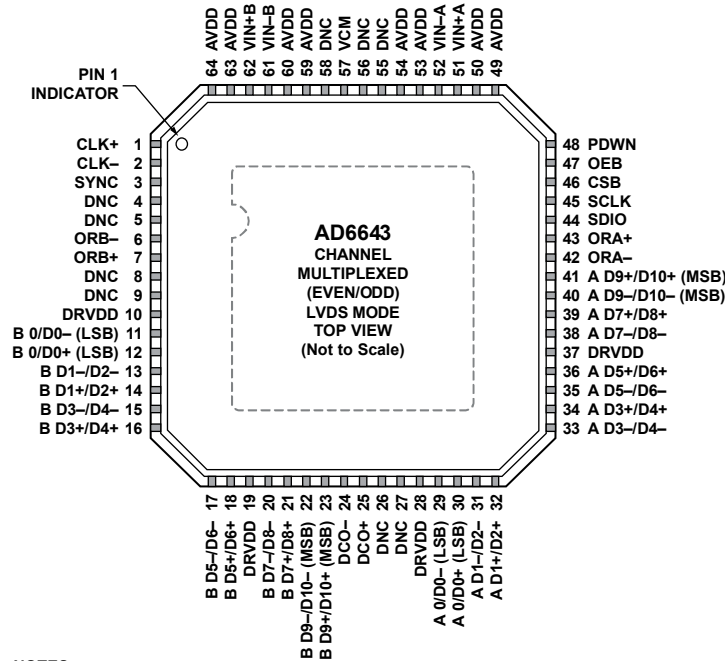 64 AVDD
63 AVDD
62 VIN+B
61 VIN–B
60 AVDD
59 AVDD
58 DNC
57 VCM
56 DNC
55 DNC
54 AVDD
53 AVDD
52 VIN–A
51 VIN+A
50 AVDD
49 AVDD
PIN 1
INDICATOR
CLK+ 1
CLK– 2
SYNC 3
DNC 4
DNC 5
ORB– 6
ORB+ 7
DNC 8
DNC 9
DRVDD 10
B 0/D0– (LSB) 11
B 0/D0+ (LSB) 12
B D1–/D2– 13
B D1+/D2+ 14
B D3–/D4– 15
B D3+/D4+ 16
AD6643
CHANNEL
MULTIPLEXED
(EVEN/ODD)
LVDS MODE
TOP VIEW
(Not to Scale)
48 PDWN
47 OEB
46 CSB
45 SCLK
44 SDIO
43 ORA+
42 ORA–
41 A D9+/D10+ (MSB)
40 A D9–/D10– (MSB)
39 A D7+/D8+
38 A D7–/D8–
37 DRVDD
36 A D5+/D6+
35 A D5–/D6–
34 A D3+/D4+
33 A D3–/D4–
B D5–/D6– 17
B D5+/D6+ 18
DRVDD 19
B D7–/D8– 20
B D7+/D8+ 21
B D9–/D10– (MSB) 22
B D9+/D10+ (MSB) 23
DCO– 24
DCO+ 25
DNC 26
DNC 27
DRVDD 28
A 0/D0– (LSB) 29
A 0/D0+ (LSB) 30
A D1–/D2– 31
A D1+/D2+ 32